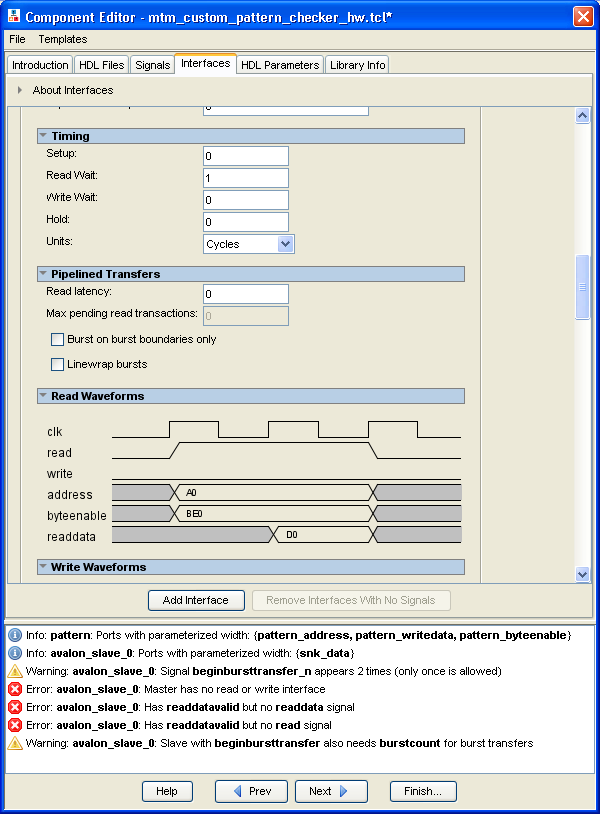 Component Editor - mtm_custom_pattern_checker_hw.tcl*
File Templates
Introduction HDL Files Signals Interfaces HDL Parameters Library Info
About Interfaces
Timing
Setup: 0
Read Wait: 1
Write Wait: 0
Hold: 0
Units: Cycles
Pipelined Transfers
Read latency: 0
Max pending read transactions: 0
Burst on burst boundaries only
Linewrap bursts
Read Waveforms
clk
read
write
address A0
byteenable BE0
readdata D0
Write Waveforms
Add Interface Remove Interfaces With No Signals
Info: pattern: Ports with parameterized width: {pattern_address, pattern_writedata, pattern_byteenable}
Info: avalon_slave_0: Ports with parameterized width: {snk_data}
Warning: avalon_slave_0: Signal beginbursttransfer_n appears 2 times (only once is allowed)
Error: avalon_slave_0: Master has no read or write interface
Error: avalon_slave_0: Has readdatavalid but no readdata signal
Error: avalon_slave_0: Has readdatavalid but no read signal
Warning: avalon_slave_0: Slave with beginbursttransfer also needs burstcount for burst transfers
Help Prev Next Finish...